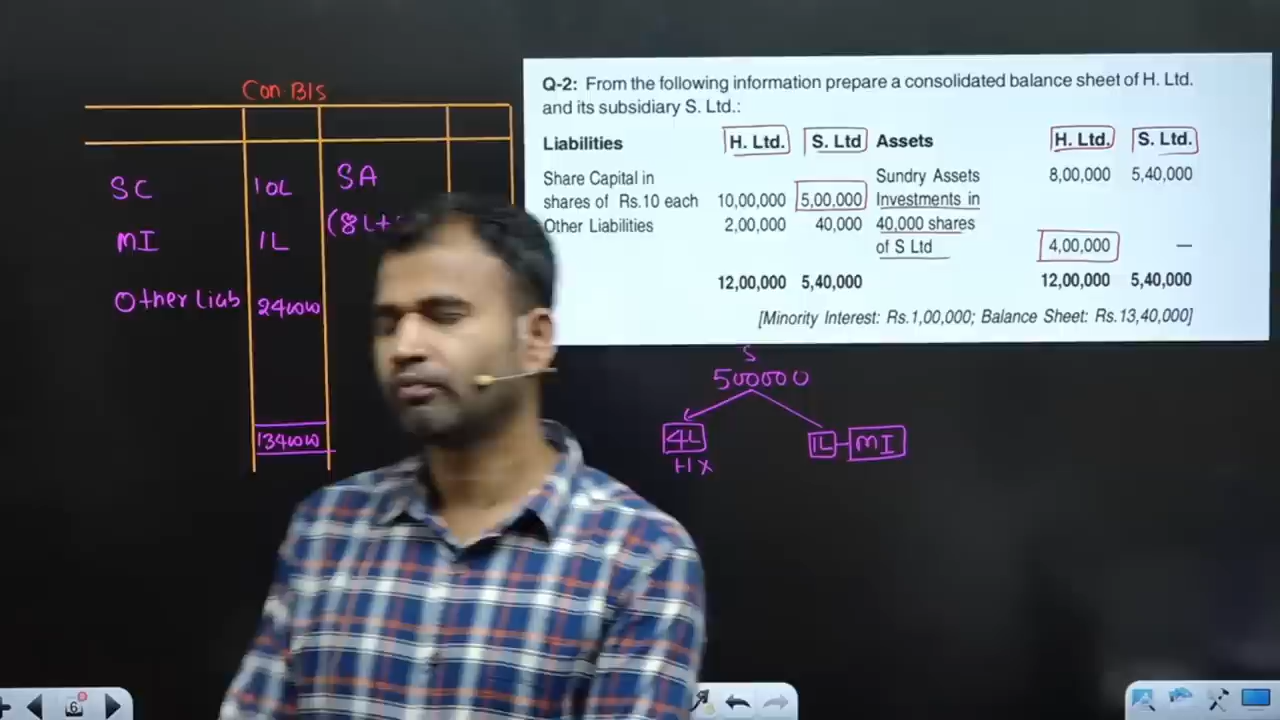 Con B/s
SC 10L SA
(8L+
MI 1L
Other Liab 240000
1340000
Q-2: From the following information prepare a consolidated balance sheet of H. Ltd.
and its subsidiary S. Ltd.:
Liabilities H. Ltd. S. Ltd Assets H. Ltd. S. Ltd.
Share Capital in Sundry Assets 8,00,000 5,40,000
shares of Rs.10 each 10,00,000 5,00,000 Investments in
Other Liabilities 2,00,000 40,000 40,000 shares
of S Ltd 4,00,000 —
12,00,000 5,40,000 12,00,000 5,40,000
[Minority Interest: Rs.1,00,000; Balance Sheet: Rs.13,40,000]
S
500000
4L 1L MI
H X
6